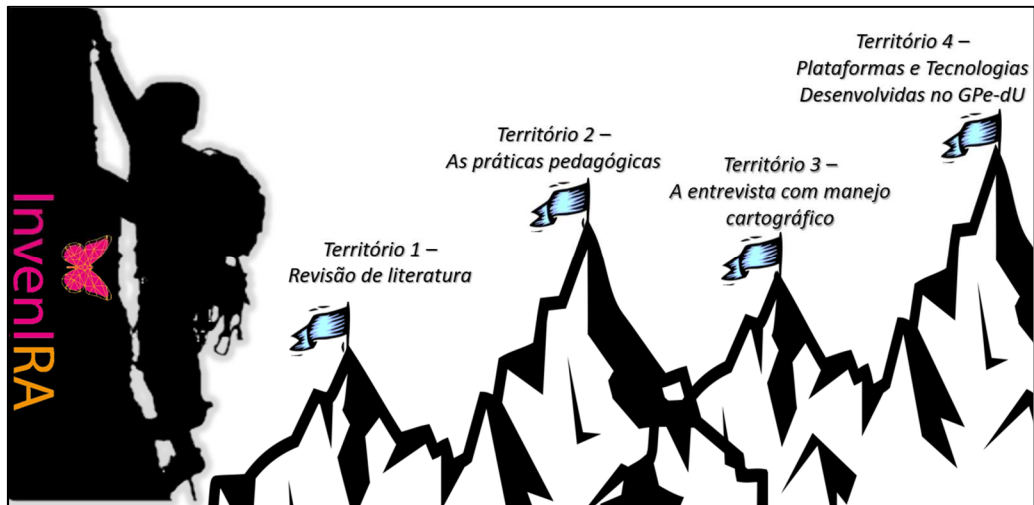 InvenIRA
Território 1 –
Revisão de literatura
Território 2 –
As práticas pedagógicas
Território 3 –
A entrevista com manejo
cartográfico
Território 4 –
Plataformas e Tecnologias
Desenvolvidas no GPe-dU